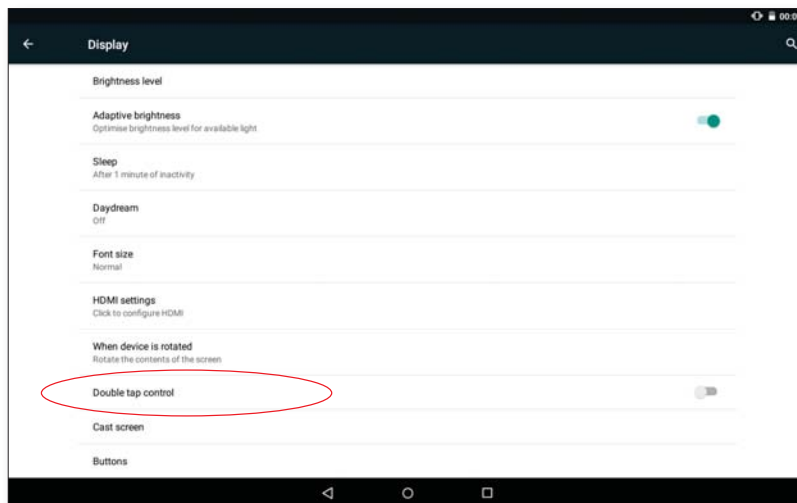 00:0
Display
Brightness level
Adaptive brightness
Optimise brightness level for available light
Sleep
After 1 minute of inactivity
Daydream
Off
Font size
Normal
HDMI settings
Click to configure HDMI
When device is rotated
Rotate the contents of the screen
Double tap control
Cast screen
Buttons